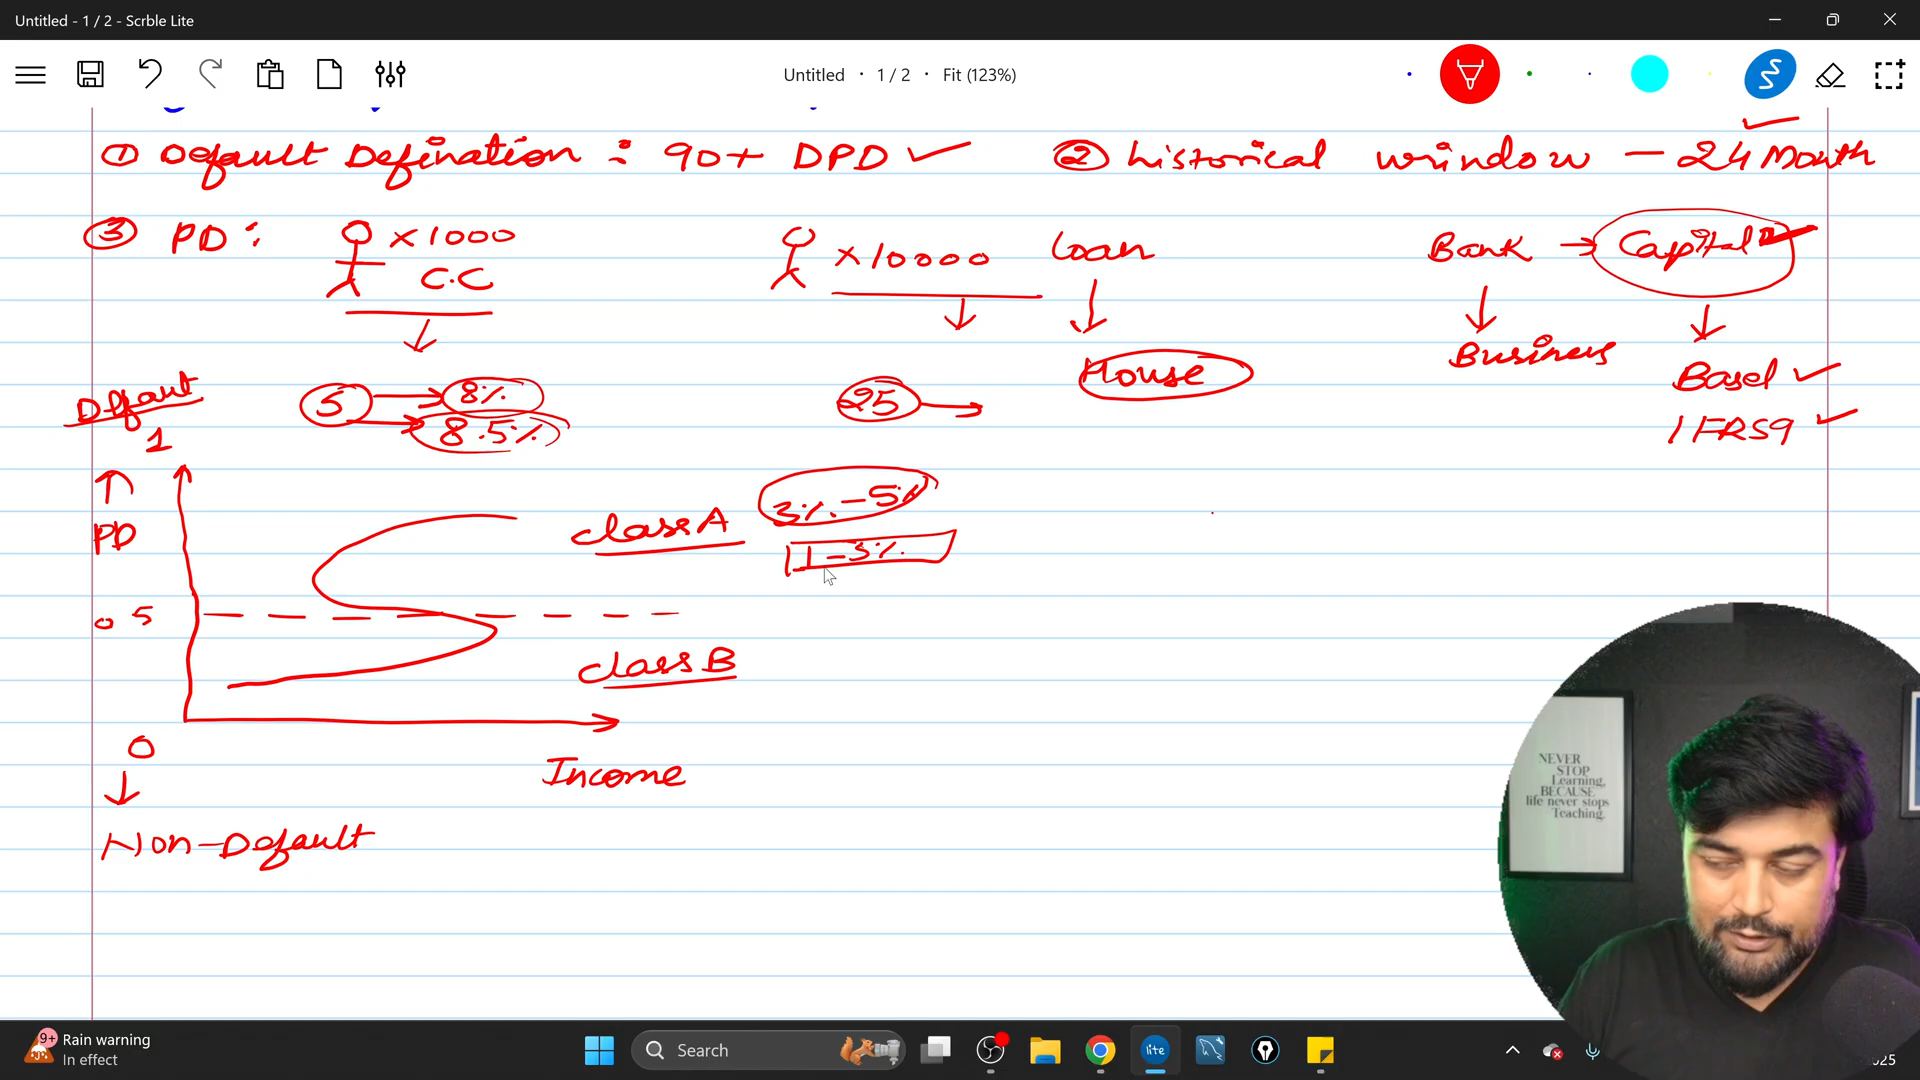 Untitled - 1 / 2 - Scrble Lite
Untitled • 1 / 2 • Fit (123%)
① Default Defination : 90+ DPD ✓ ② historical window – 24 Month
③ PD : x 1000 x 10000 Loan Bank → Capital
C.C
Business
House Basel ✓
Dffaut 5 → 8% 25 →
8.5% IFRS9 ✓
1
PD class A 3% – 5%
1 – 3%
0 5
class B
0
Income
Non-Default
NEVER
STOP
Learning,
BECAUSE
life never stops
Teaching.
9+ Rain warning
In effect
Search
lite